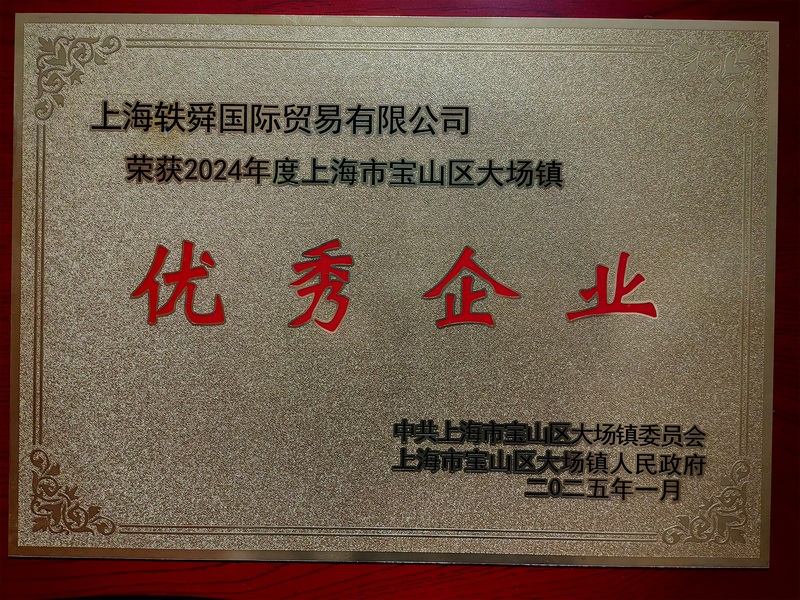 上海轶舜国际贸易有限公司
荣获2024年度上海市宝山区大场镇
优秀企业
中共上海市宝山区大场镇委员会
上海市宝山区大场镇人民政府
二0二五年一月